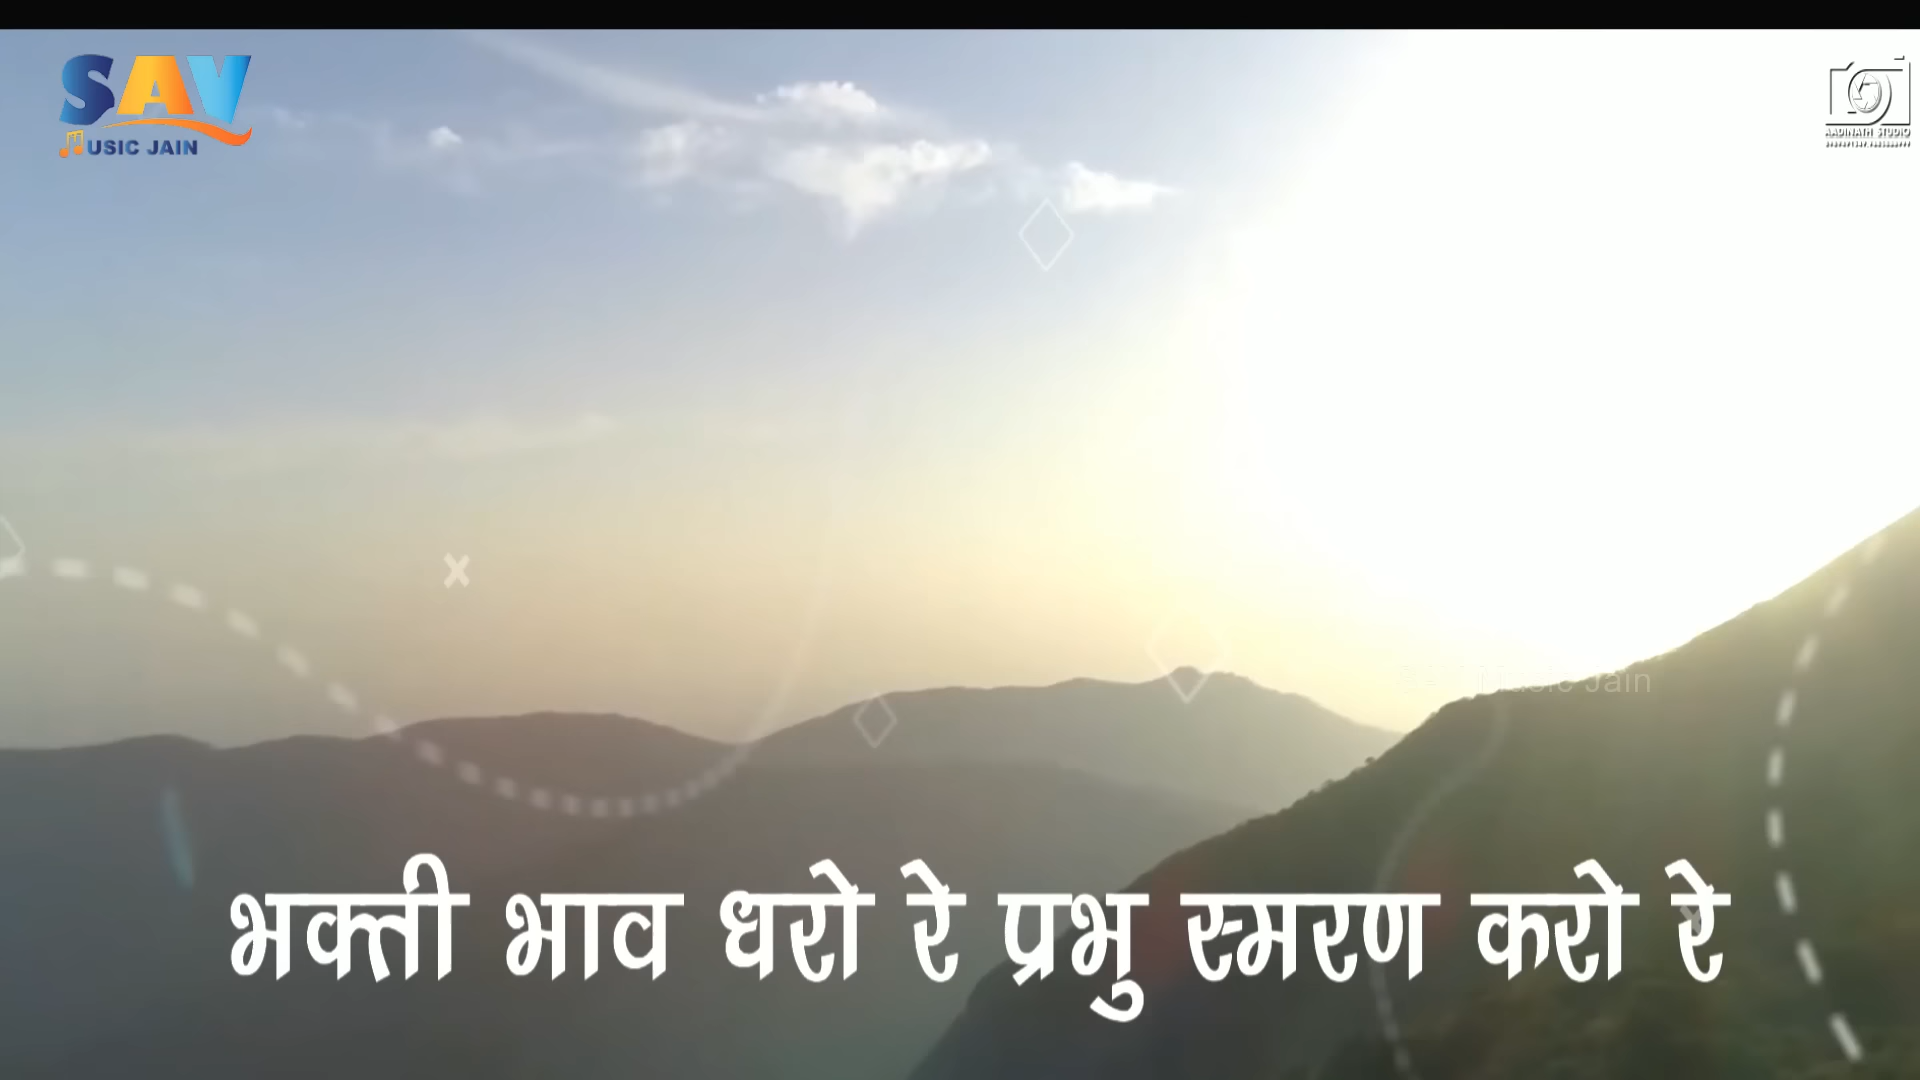 SAV
MUSIC JAIN
AADINATH STUDIO
भक्ती भाव धरो रे प्रभु स्मरण करो रे